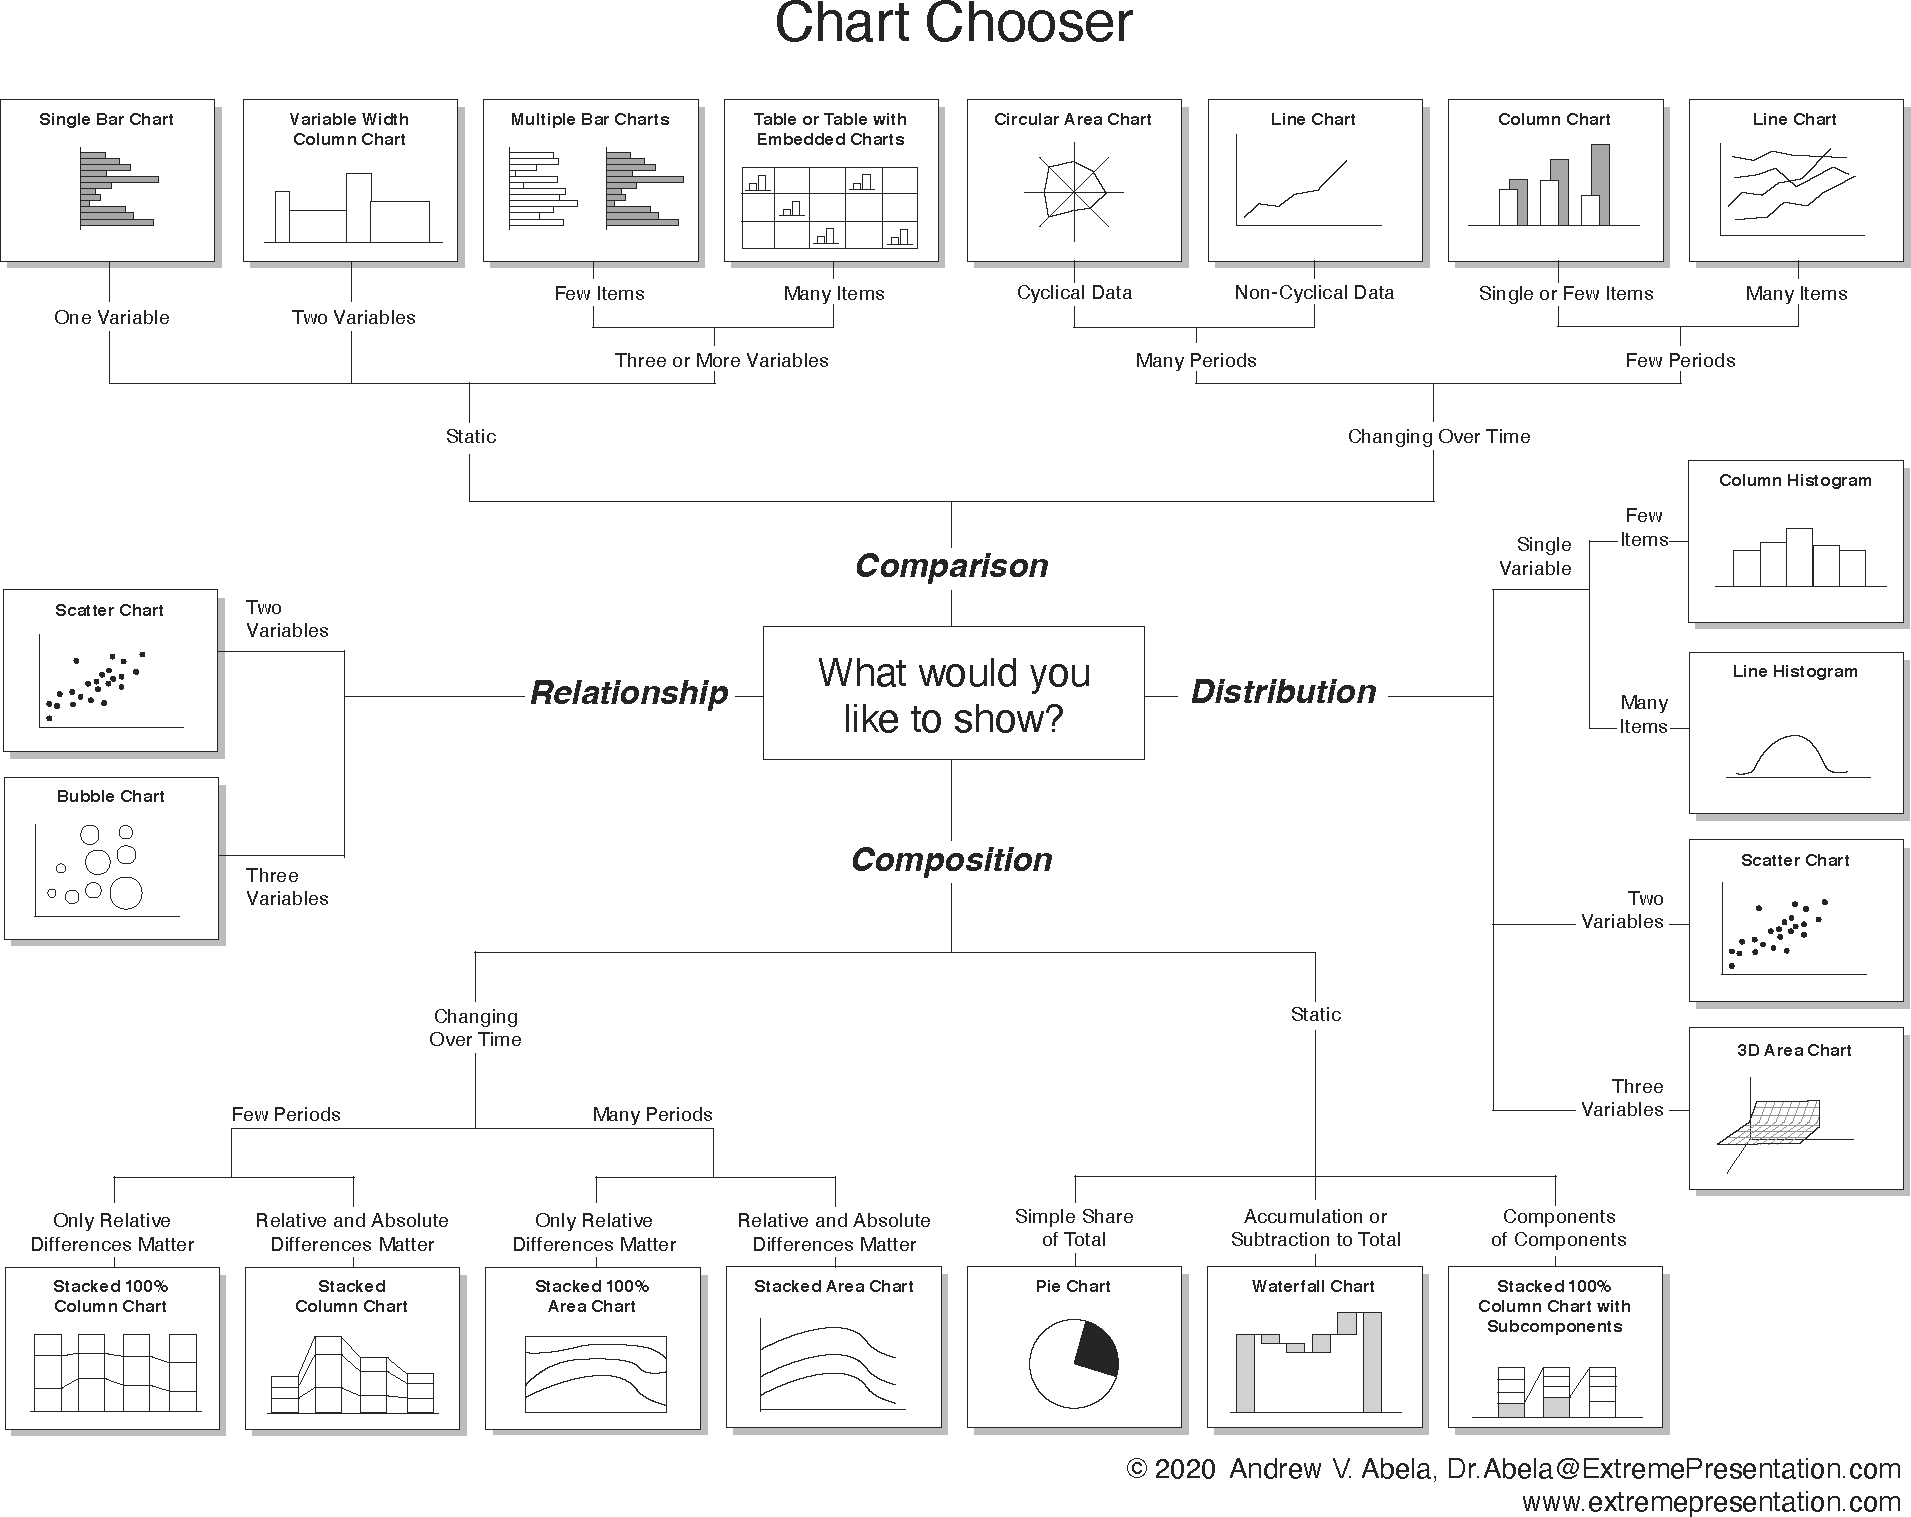 Chart Chooser
Single Bar Chart
Variable Width
Column Chart
Multiple Bar Charts
Table or Table with
Embedded Charts
Circular Area Chart
Line Chart
Column Chart
Line Chart
One Variable
Two Variables
Few Items
Many Items
Three or More Variables
Cyclical Data
Non-Cyclical Data
Many Periods
Single or Few Items
Many Items
Few Periods
Static
Changing Over Time
Comparison
What would you
like to show?
Relationship
Two
Variables
Scatter Chart
Three
Variables
Bubble Chart
Distribution
Single
Variable
Few
Items
Column Histogram
Many
Items
Line Histogram
Two
Variables
Scatter Chart
Three
Variables
3D Area Chart
Composition
Changing
Over Time
Static
Few Periods
Many Periods
Only Relative
Differences Matter
Relative and Absolute
Differences Matter
Only Relative
Differences Matter
Relative and Absolute
Differences Matter
Simple Share
of Total
Accumulation or
Subtraction to Total
Components
of Components
Stacked 100%
Column Chart
Stacked
Column Chart
Stacked 100%
Area Chart
Stacked Area Chart
Pie Chart
Waterfall Chart
Stacked 100%
Column Chart with
Subcomponents
© 2020 Andrew V. Abela, Dr.Abela@ExtremePresentation.com
www.extremepresentation.com